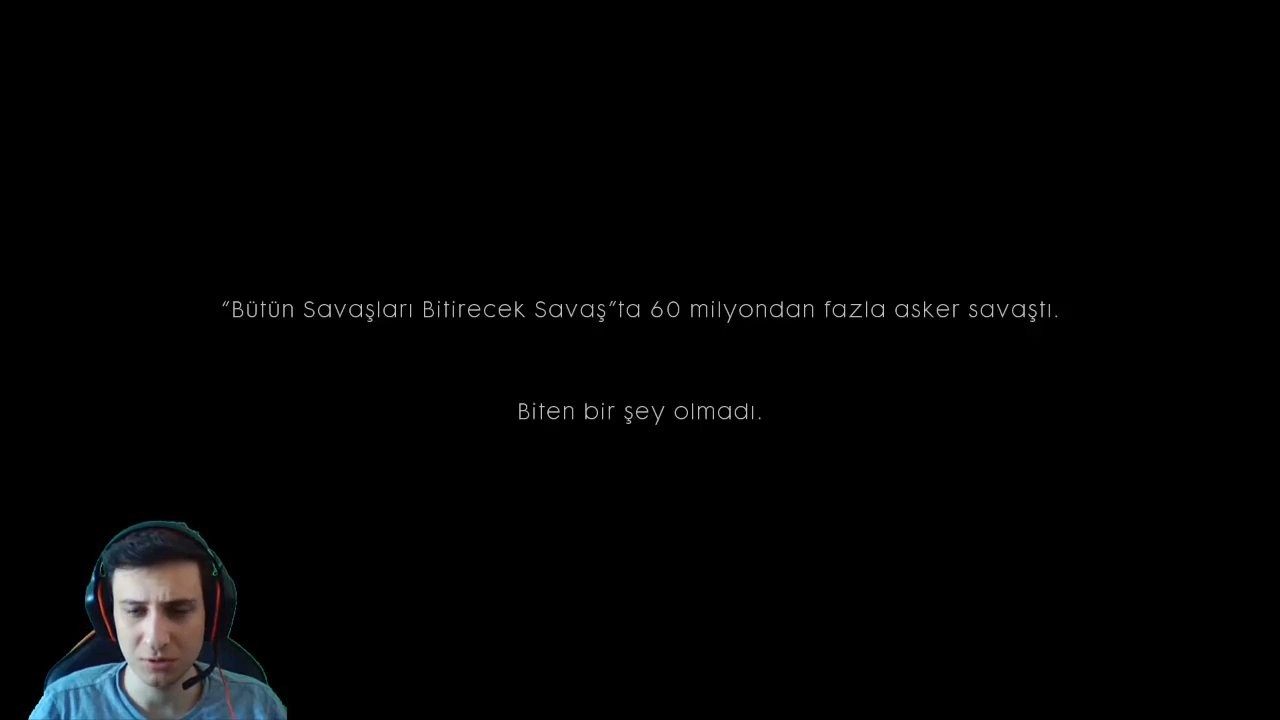 “Bütün Savaşları Bitirecek Savaş”ta 60 milyondan fazla asker savaştı.
Biten bir şey olmadı.